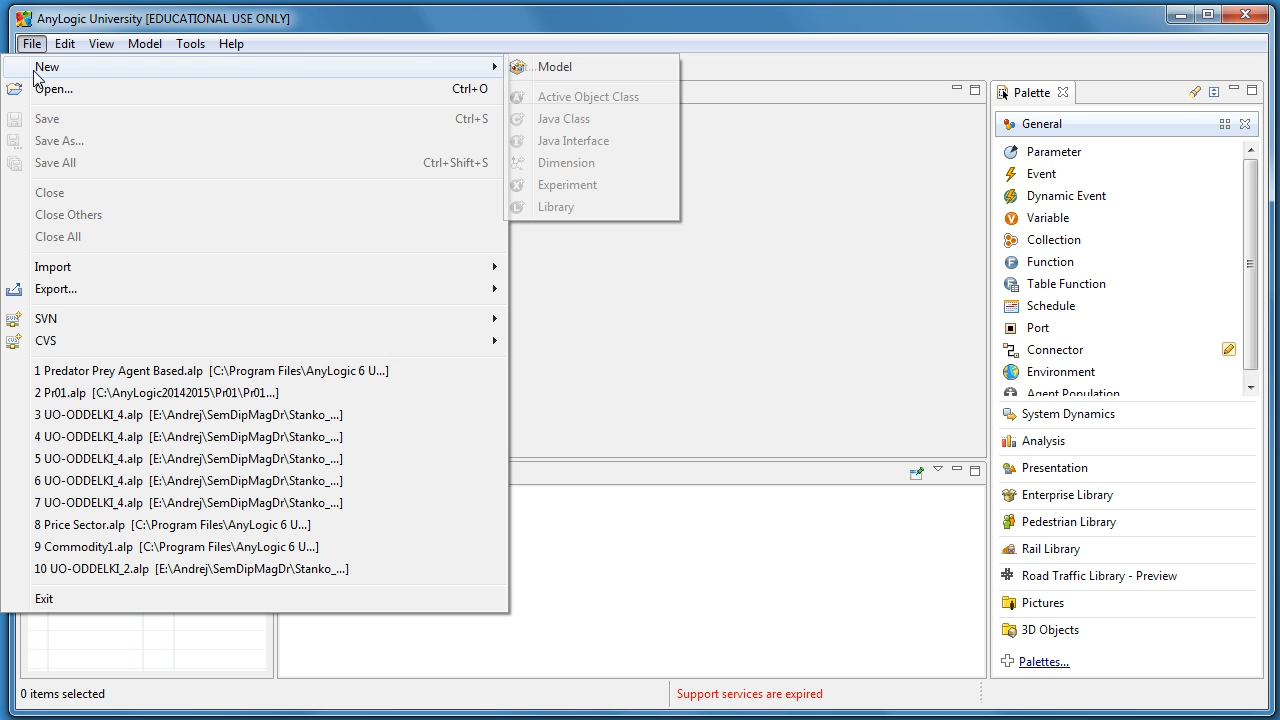 AnyLogic University [EDUCATIONAL USE ONLY]
File Edit View Model Tools Help
New
Open... Ctrl+O
Save Ctrl+S
Save As...
Save All Ctrl+Shift+S
Close
Close Others
Close All
Import
Export...
SVN
CVS
1 Predator Prey Agent Based.alp [C:\Program Files\AnyLogic 6 U...]
2 Pr01.alp [C:\AnyLogic20142015\Pr01\Pr01...]
3 UO-ODDELKI_4.alp [E:\Andrej\SemDipMagDr\Stanko_...]
4 UO-ODDELKI_4.alp [E:\Andrej\SemDipMagDr\Stanko_...]
5 UO-ODDELKI_4.alp [E:\Andrej\SemDipMagDr\Stanko_...]
6 UO-ODDELKI_4.alp [E:\Andrej\SemDipMagDr\Stanko_...]
7 UO-ODDELKI_4.alp [E:\Andrej\SemDipMagDr\Stanko_...]
8 Price Sector.alp [C:\Program Files\AnyLogic 6 U...]
9 Commodity1.alp [C:\Program Files\AnyLogic 6 U...]
10 UO-ODDELKI_2.alp [E:\Andrej\SemDipMagDr\Stanko_...]
Exit
Model
Active Object Class
Java Class
Java Interface
Dimension
Experiment
Library
Palette
General
Parameter
Event
Dynamic Event
Variable
Collection
Function
Table Function
Schedule
Port
Connector
Environment
Agent Population
System Dynamics
Analysis
Presentation
Enterprise Library
Pedestrian Library
Rail Library
Road Traffic Library - Preview
Pictures
3D Objects
Palettes...
0 items selected
Support services are expired